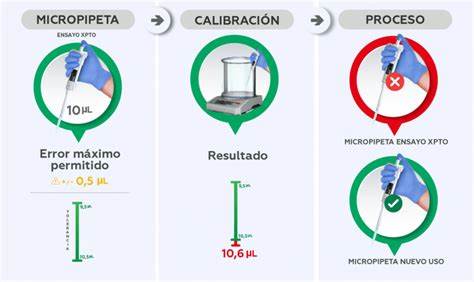 MICROPIPETA
ENSAYO XPTO
10 µL
Error máximo
permitido
+/- 0,5 µL
9,5 µL
TOLERANCIA
10,5 µL
CALIBRACIÓN
Resultado
9,5 µL
10,5 µL
10,6 µL
PROCESO
MICROPIPETA ENSAYO XPTO
MICROPIPETA NUEVO USO